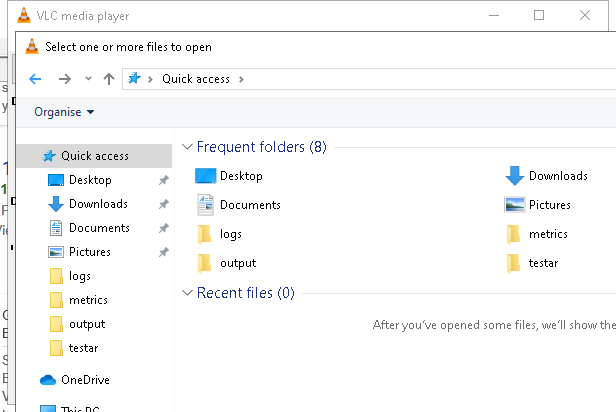 VLC media player
Select one or more files to open
Quick access
Organise
Quick access
Desktop
Downloads
Documents
Pictures
logs
metrics
output
testar
OneDrive
This PC
Frequent folders (8)
Desktop
Downloads
Documents
Pictures
logs
metrics
output
testar
Recent files (0)
After you've opened some files, we'll show the